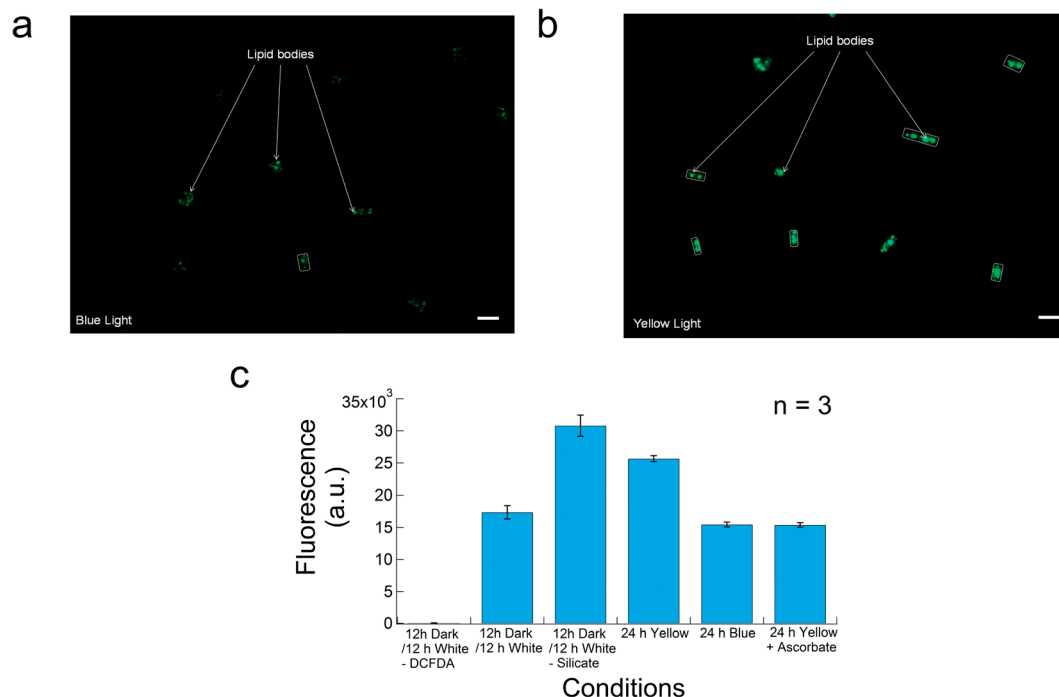 a
Lipid bodies
Blue Light
b
Lipid bodies
Yellow Light
c
n = 3
Fluorescence
(a.u.)
35x10³
30
25
20
15
10
5
0
12h Dark
/12 h White
- DCFDA
12h Dark
/12 h White
12h Dark
/12 h White
- Silicate
24 h Yellow
24 h Blue
24 h Yellow
+ Ascorbate
Conditions